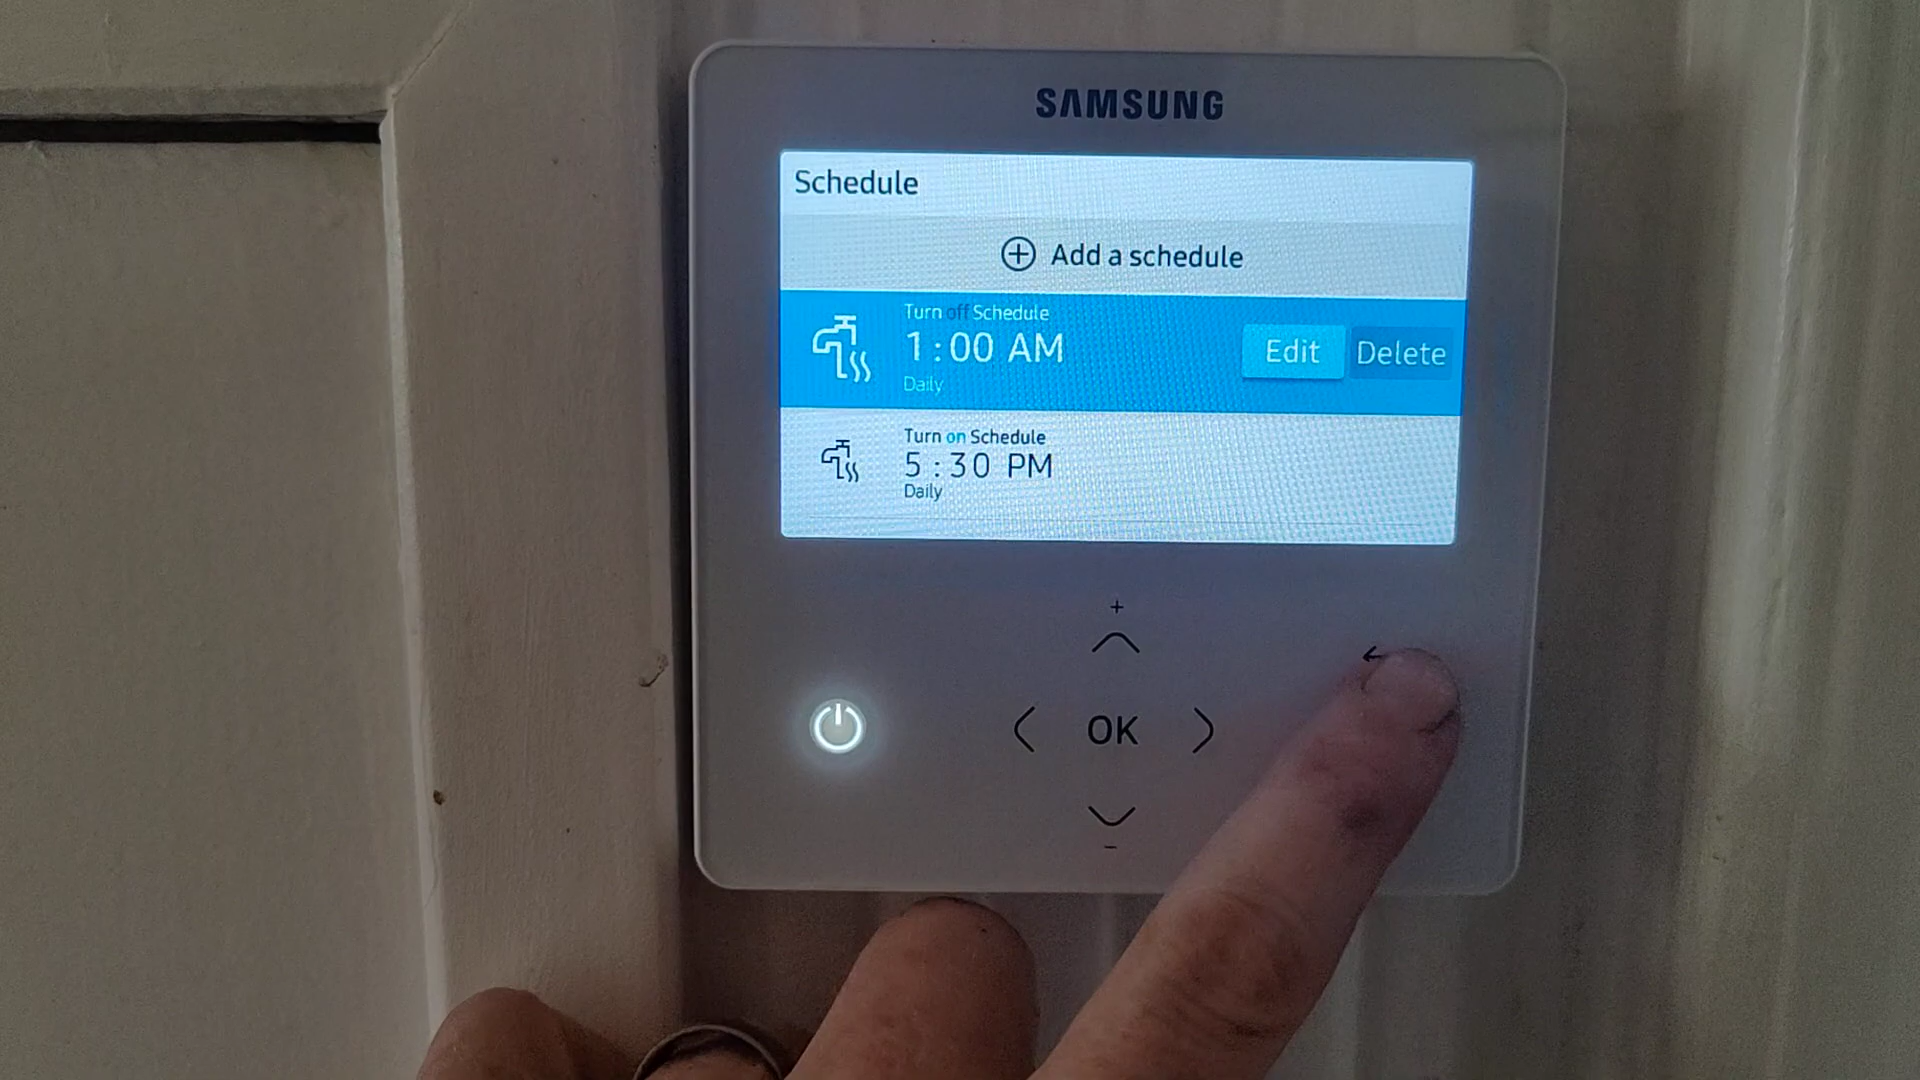 SAMSUNG
Schedule
Add a schedule
Turn off Schedule
1:00 AM
Daily
Edit
Delete
Turn on Schedule
5:30 PM
Daily
+
OK
-